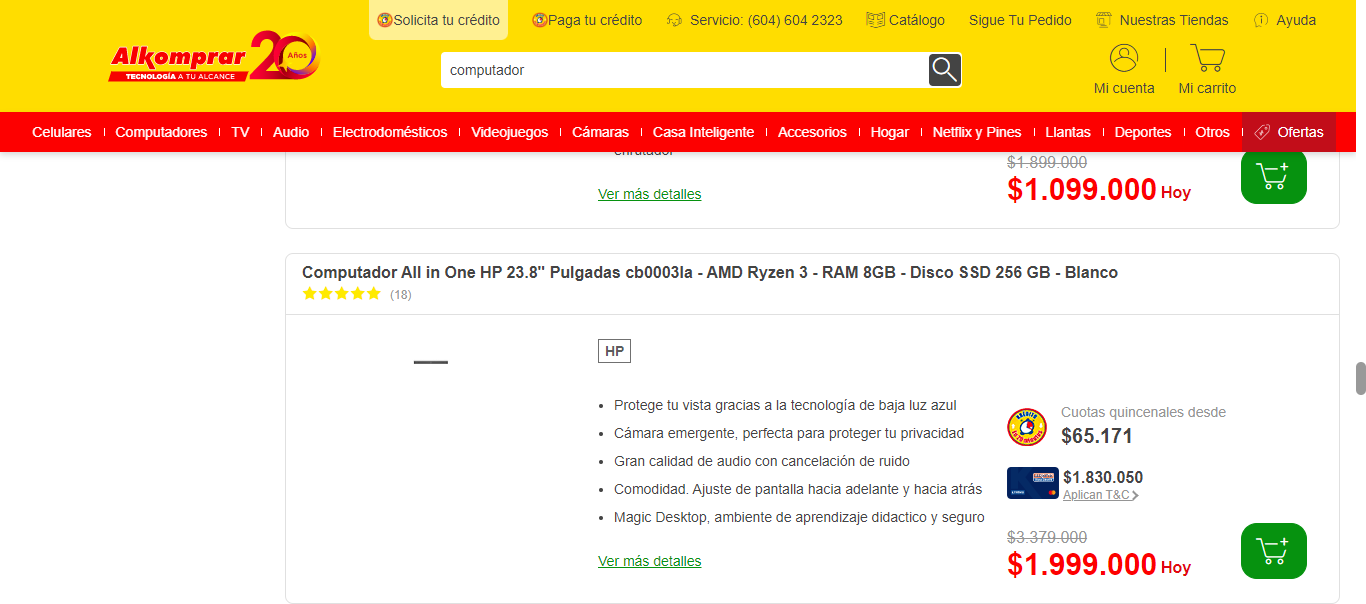 Solicita tu crédito
Paga tu crédito
Servicio: (604) 604 2323
Catálogo
Sigue Tu Pedido
Nuestras Tiendas
Ayuda
Alkomprar 20 Años
TECNOLOGÍA A TU ALCANCE
computador
Mi cuenta
Mi carrito
Celulares
Computadores
TV
Audio
Electrodomésticos
Videojuegos
Cámaras
Casa Inteligente
Accesorios
Hogar
Netflix y Pines
Llantas
Deportes
Otros
Ofertas
enrutador
Ver más detalles
$1.899.000
$1.099.000 Hoy
Computador All in One HP 23.8" Pulgadas cb0003la - AMD Ryzen 3 - RAM 8GB - Disco SSD 256 GB - Blanco
(18)
HP
Protege tu vista gracias a la tecnología de baja luz azul
Cámara emergente, perfecta para proteger tu privacidad
Gran calidad de audio con cancelación de ruido
Comodidad. Ajuste de pantalla hacia adelante y hacia atrás
Magic Desktop, ambiente de aprendizaje didactico y seguro
Ver más detalles
Cuotas quincenales desde
$65.171
$1.830.050
Aplican T&C
$3.379.000
$1.999.000 Hoy